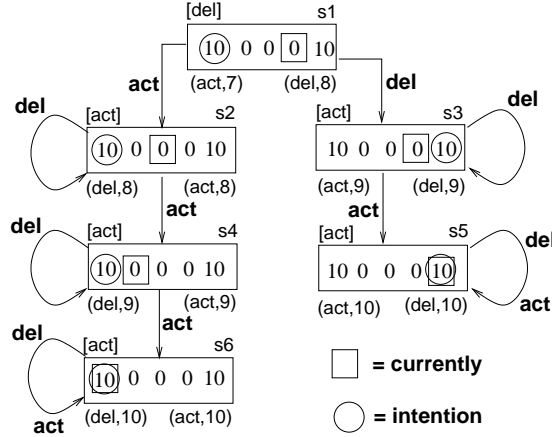 [del] s1
10 0 0 0 10
(act,7) (del,8)
act del
del [act] s2
10 0 0 0 10
(del,8) (act,8)
[act] s3 del
10 0 0 0 10
(act,9) (del,9)
act act
del [act] s4
10 0 0 0 10
(del,9) (act,9)
[act] s5 del
10 0 0 0 10
(act,10) (del,10) act
act
del [act] s6
10 0 0 0 10
act (del,10) (act,10)
= currently
= intention